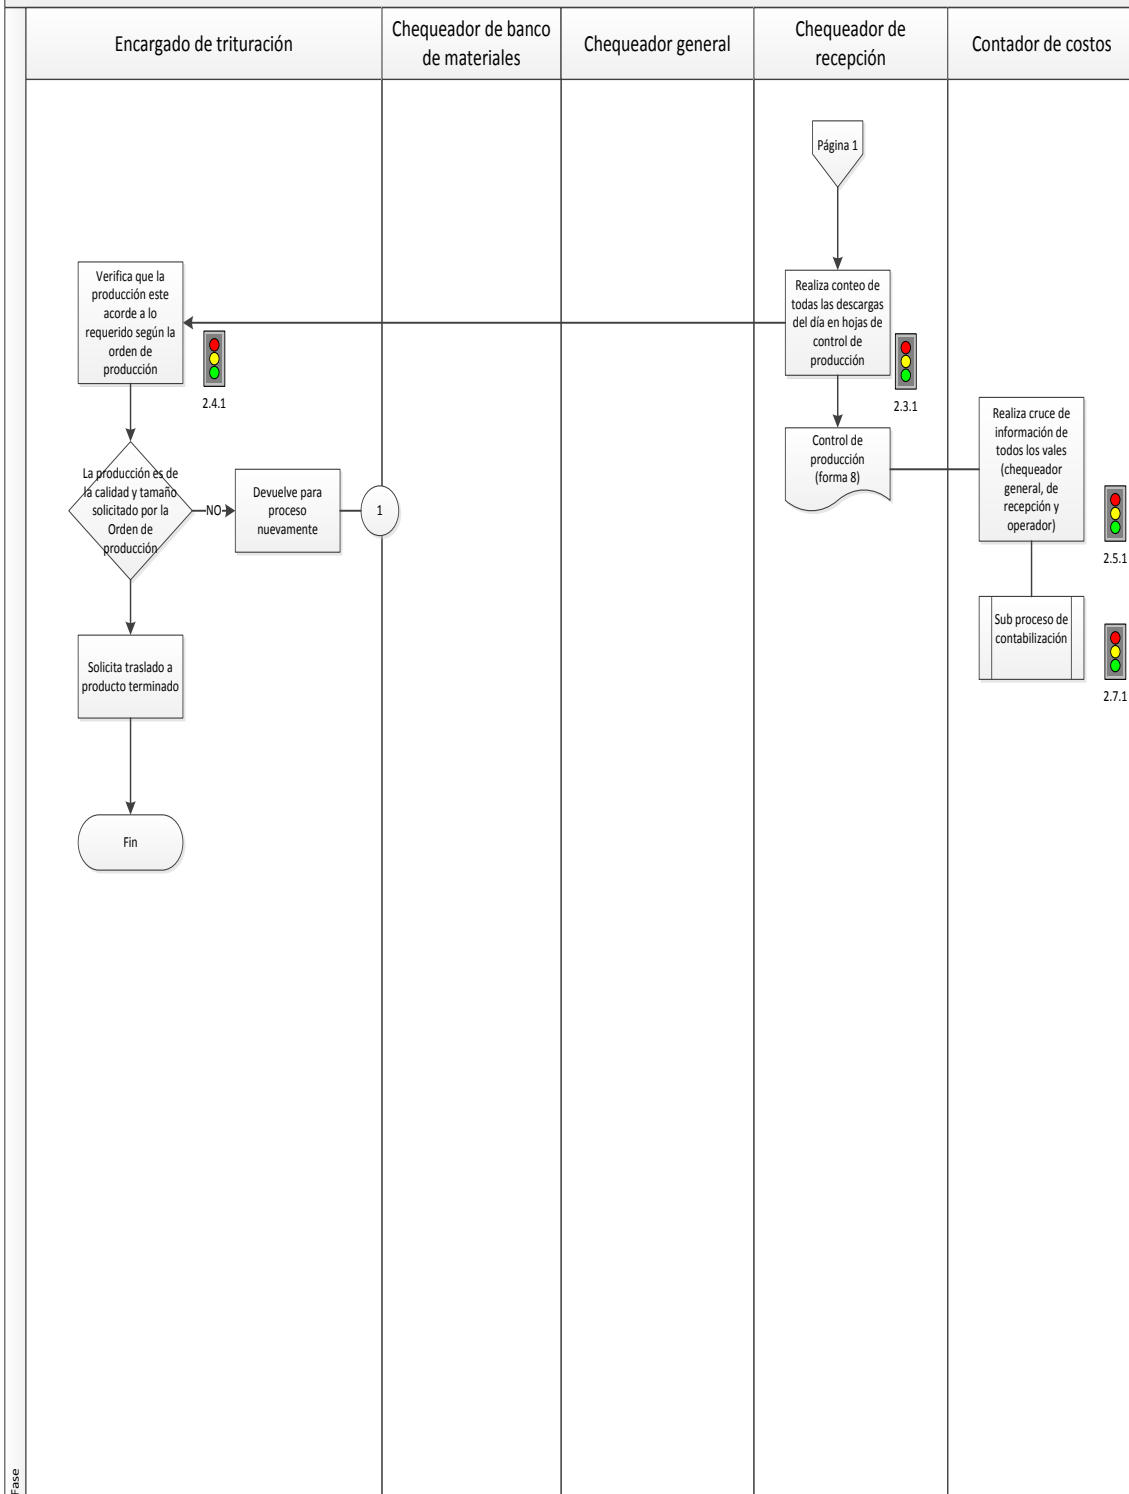 Encargado de trituración
Chequeador de banco
de materiales
Chequeador general
Chequeador de
recepción
Contador de costos
Página 1
Verifica que la
producción este
acorde a lo
requerido según la
orden de
producción
2.4.1
Realiza conteo de
todas las descargas
del día en hojas de
control de
producción
2.3.1
Control de
producción
(forma 8)
Realiza cruce de
información de
todos los vales
(chequeador
general, de
recepción y
operador)
2.5.1
La producción es de
la calidad y tamaño
solicitado por la
Orden de
producción
NO
Devuelve para
proceso
nuevamente
1
Sub proceso de
contabilización
2.7.1
Solicita traslado a
producto terminado
Fin
Fase